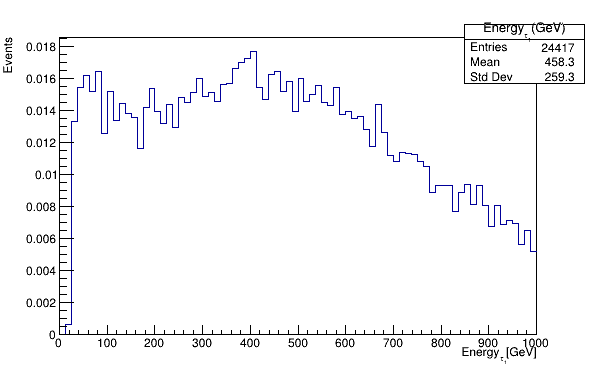 Energy_τ₁(GeV)
Entries 24417
Mean 458.3
Std Dev 259.3
Events
0.018
0.016
0.014
0.012
0.01
0.008
0.006
0.004
0.002
0
0 100 200 300 400 500 600 700 800 900 1000
Energy_τ₁[GeV]